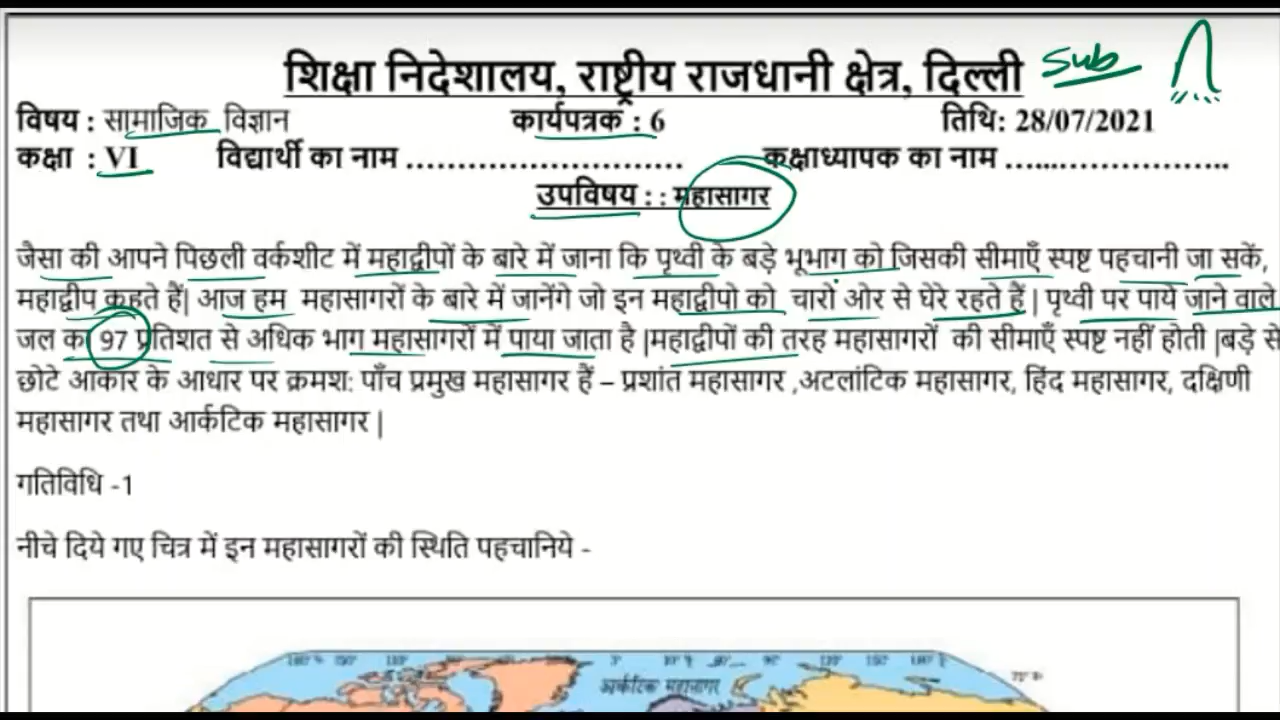 शिक्षा निदेशालय, राष्ट्रीय राजधानी क्षेत्र, दिल्ली Sub
विषय : सामाजिक विज्ञान कार्यपत्रक : 6 तिथि: 28/07/2021
कक्षा : VI विद्यार्थी का नाम ........................... कक्षाध्यापक का नाम ......................
उपविषय : : महासागर
जैसा की आपने पिछली वर्कशीट में महाद्वीपों के बारे में जाना कि पृथ्वी के बड़े भूभाग को जिसकी सीमाएँ स्पष्ट पहचानी जा सकें,
महाद्वीप कहते हैं| आज हम महासागरों के बारे में जानेंगे जो इन महाद्वीपो को चारों ओर से घेरे रहते हैं | पृथ्वी पर पाये जाने वाले
जल का 97 प्रतिशत से अधिक भाग महासागरों में पाया जाता है |महाद्वीपों की तरह महासागरों की सीमाएँ स्पष्ट नहीं होती |बड़े से
छोटे आकार के आधार पर क्रमश: पाँच प्रमुख महासागर हैं – प्रशांत महासागर ,अटलांटिक महासागर, हिंद महासागर, दक्षिणी
महासागर तथा आर्कटिक महासागर |
गतिविधि -1
नीचे दिये गए चित्र में इन महासागरों की स्थिति पहचानिये -
आर्कटिक महासागर